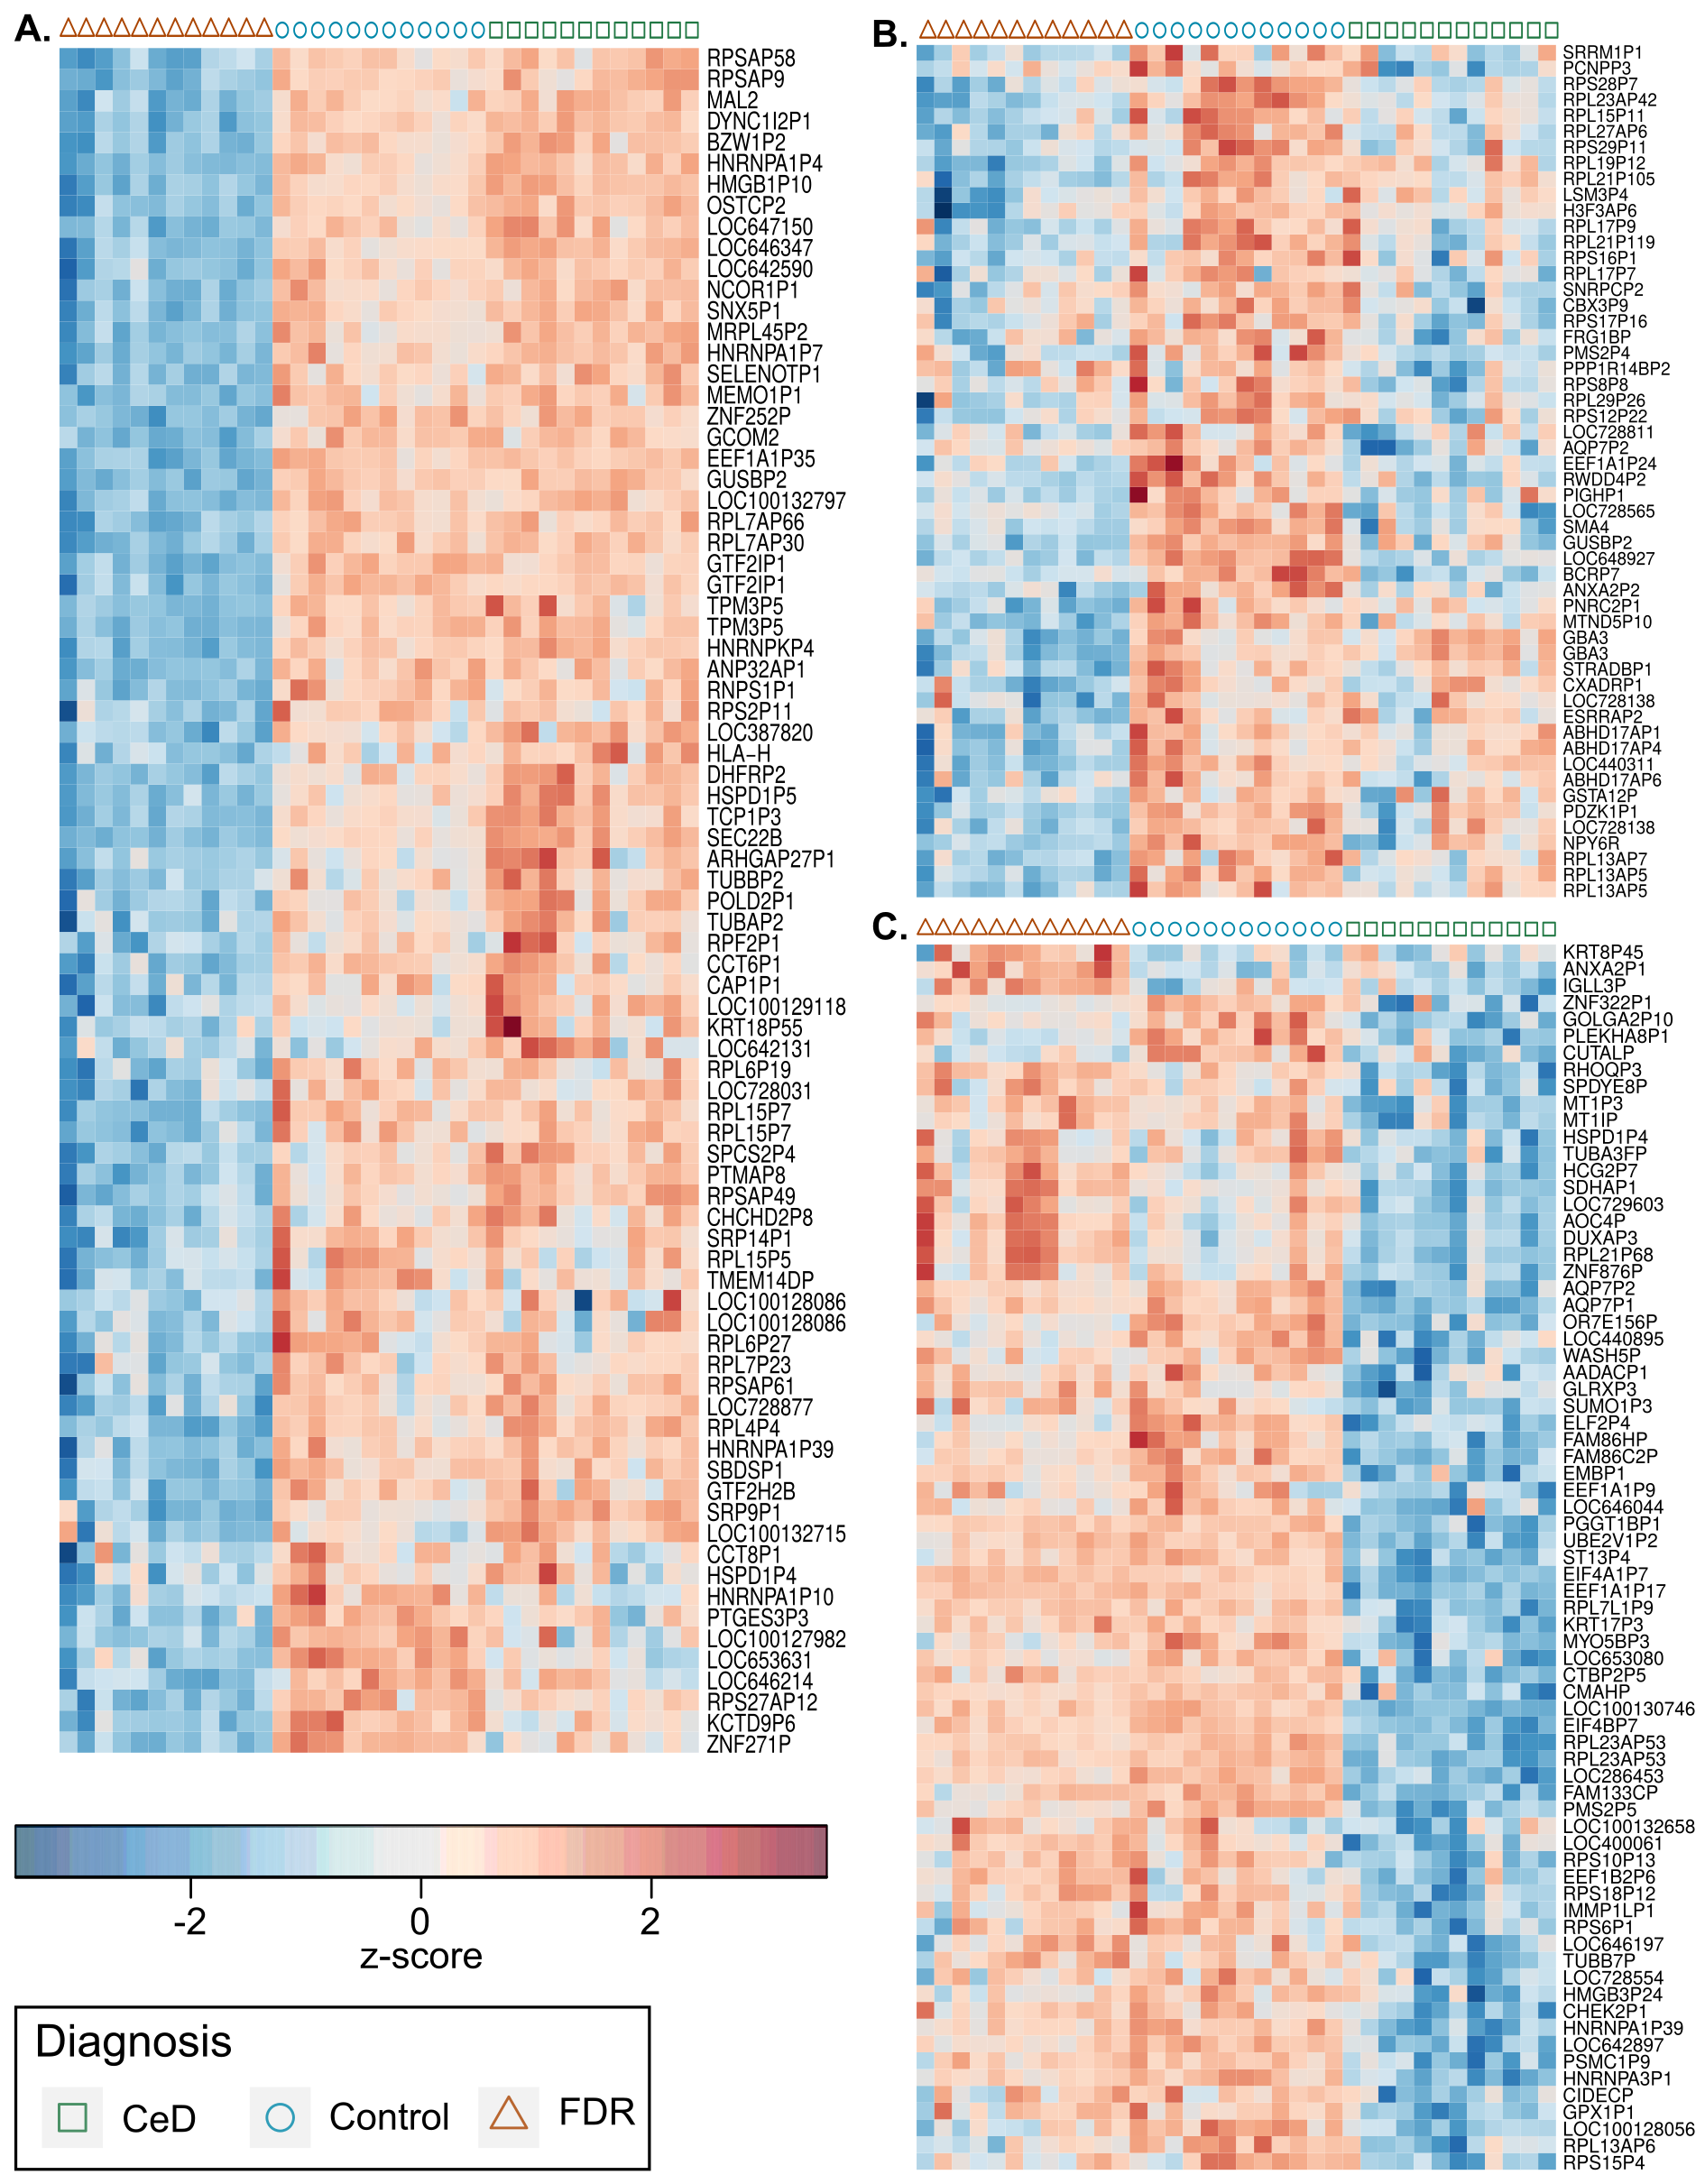 A.
RPSAP58
RPSAP9
MAL2
DYNC1I2P1
BZW1P2
HNRNPA1P4
HMGB1P10
OSTCP2
LOC647150
LOC646347
LOC642590
NCOR1P1
SNX5P1
MRPL45P2
HNRNPA1P7
SELENOTP1
MEMO1P1
ZNF252P
GCOM2
EEF1A1P35
GUSBP2
LOC100132797
RPL7AP66
RPL7AP30
GTF2IP1
GTF2IP1
TPM3P5
TPM3P5
HNRNPKP4
ANP32AP1
RNPS1P1
RPS2P11
LOC387820
HLA-H
DHFRP2
HSPD1P5
TCP1P3
SEC22B
ARHGAP27P1
TUBBP2
POLD2P1
TUBAP2
RPF2P1
CCT6P1
CAP1P1
LOC100129118
KRT18P55
LOC642131
RPL6P19
LOC728031
RPL15P7
RPL15P7
SPCS2P4
PTMAP8
RPSAP49
CHCHD2P8
SRP14P1
RPL15P5
TMEM14DP
LOC100128086
LOC100128086
RPL6P27
RPL7P23
RPSAP61
LOC728877
RPL4P4
HNRNPA1P39
SBDSP1
GTF2H2B
SRP9P1
LOC100132715
CCT8P1
HSPD1P4
HNRNPA1P10
PTGES3P3
LOC100127982
LOC653631
LOC646214
RPS27AP12
KCTD9P6
ZNF271P
B.
SRRM1P1
PCNPP3
RPS28P7
RPL23AP42
RPL15P11
RPL27AP6
RPS29P11
RPL19P12
RPL21P105
LSM3P4
H3F3AP6
RPL17P9
RPL21P119
RPS16P1
RPL17P7
SNRPCP2
CBX3P9
RPS17P16
FRG1BP
PMS2P4
PPP1R14BP2
RPS8P8
RPL29P26
RPS12P22
LOC728811
AQP7P2
EEF1A1P24
RWDD4P2
PIGHP1
LOC728565
SMA4
GUSBP2
LOC648927
BCRP7
ANXA2P2
PNRC2P1
MTND5P10
GBA3
GBA3
STRADBP1
CXADRP1
LOC728138
ESRRAP2
ABHD17AP1
ABHD17AP4
LOC440311
ABHD17AP6
GSTA12P
PDZK1P1
LOC728138
NPY6R
RPL13AP7
RPL13AP5
RPL13AP5
C.
KRT8P45
ANXA2P1
IGLL3P
ZNF322P1
GOLGA2P10
PLEKHA8P1
CUTALP
RHOQP3
SPDYE8P
MT1P3
MT1IP
HSPD1P4
TUBA3FP
HCG2P7
SDHAP1
LOC729603
AOC4P
DUXAP3
RPL21P68
ZNF876P
AQP7P2
AQP7P1
OR7E156P
LOC440895
WASH5P
AADACP1
GLRXP3
SUMO1P3
ELF2P4
FAM86HP
FAM86C2P
EMBP1
EEF1A1P9
LOC646044
PGGT1BP1
UBE2V1P2
ST13P4
EIF4A1P7
EEF1A1P17
RPL7L1P9
KRT17P3
MYO5BP3
LOC653080
CTBP2P5
CMAHP
LOC100130746
EIF4BP7
RPL23AP53
RPL23AP53
LOC286453
FAM133CP
PMS2P5
LOC100132658
LOC400061
RPS10P13
EEF1B2P6
RPS18P12
IMMP1LP1
RPS6P1
LOC646197
TUBB7P
LOC728554
HMGB3P24
CHEK2P1
HNRNPA1P39
LOC642897
PSMC1P9
HNRNPA3P1
CIDECP
GPX1P1
LOC100128056
RPL13AP6
RPS15P4
-2 0 2
z-score
Diagnosis
CeD Control FDR